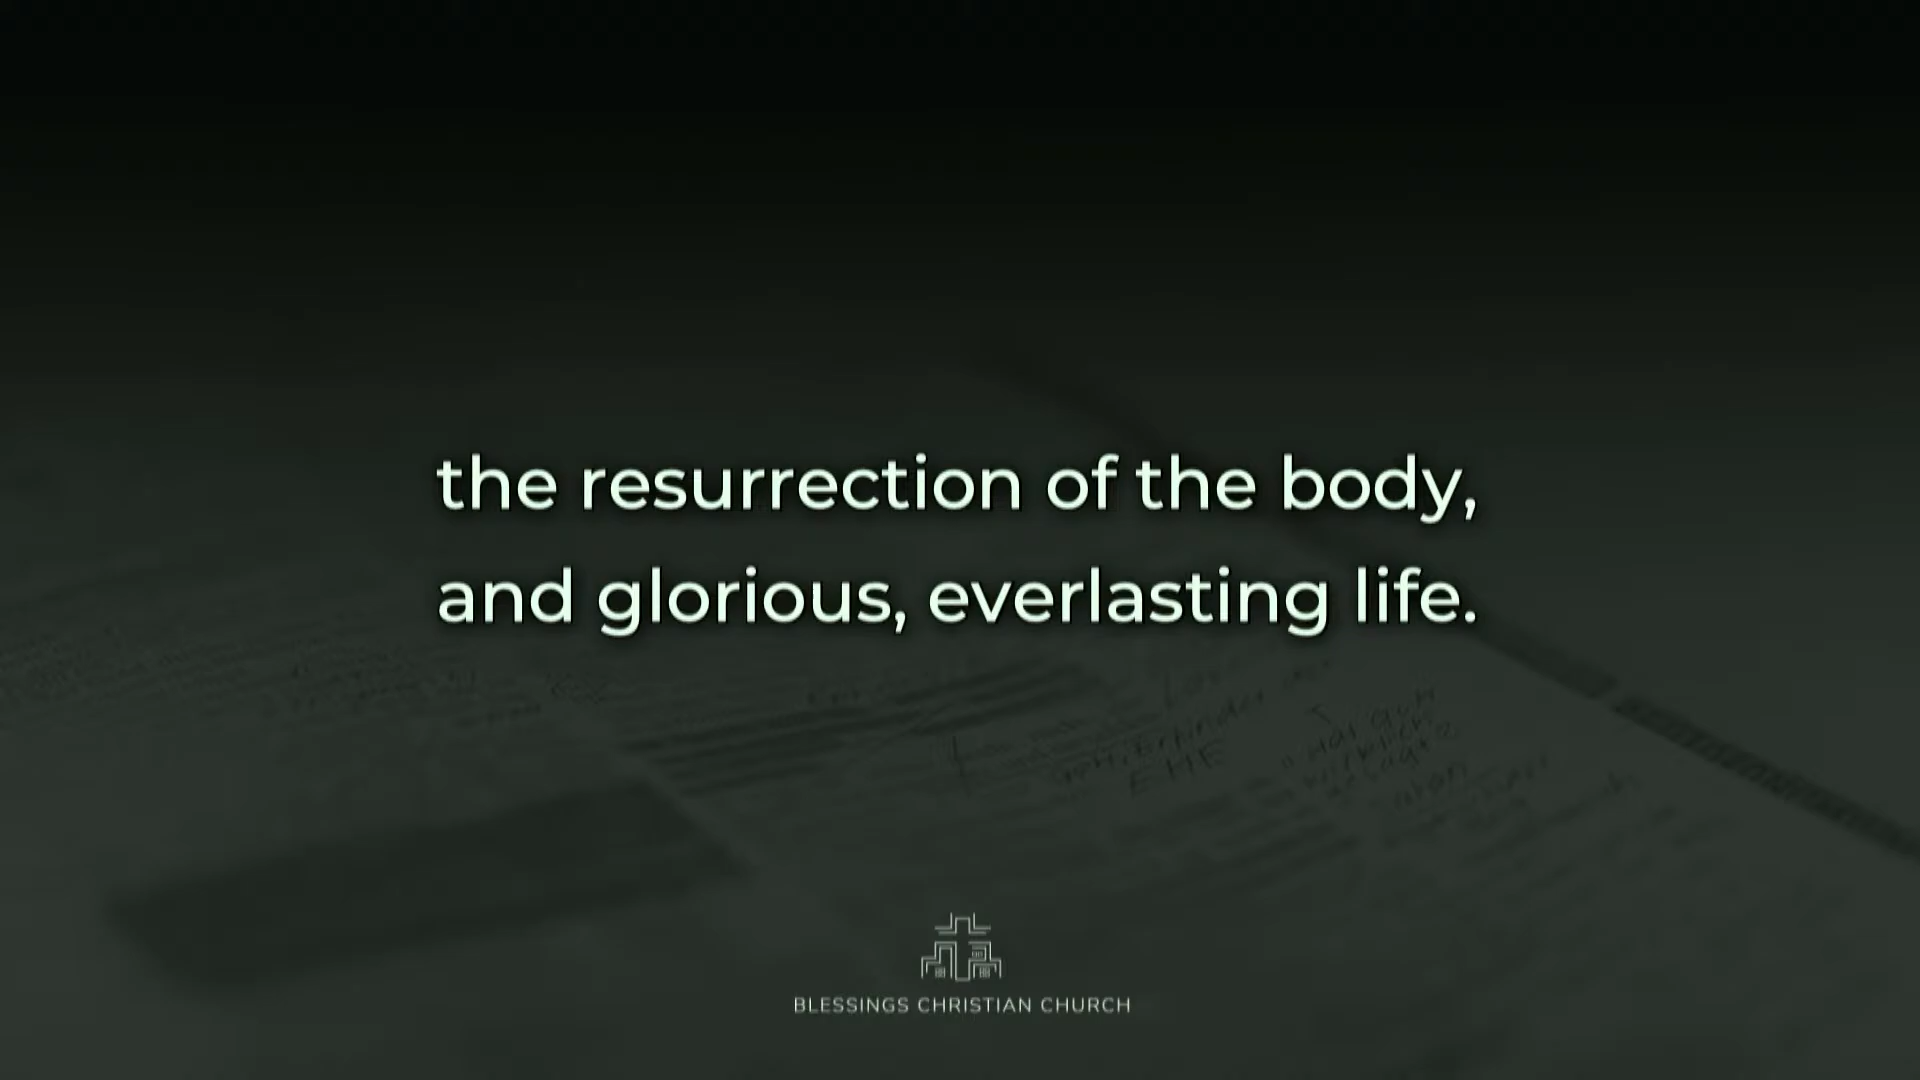 the resurrection of the body,
and glorious, everlasting life.
BLESSINGS CHRISTIAN CHURCH